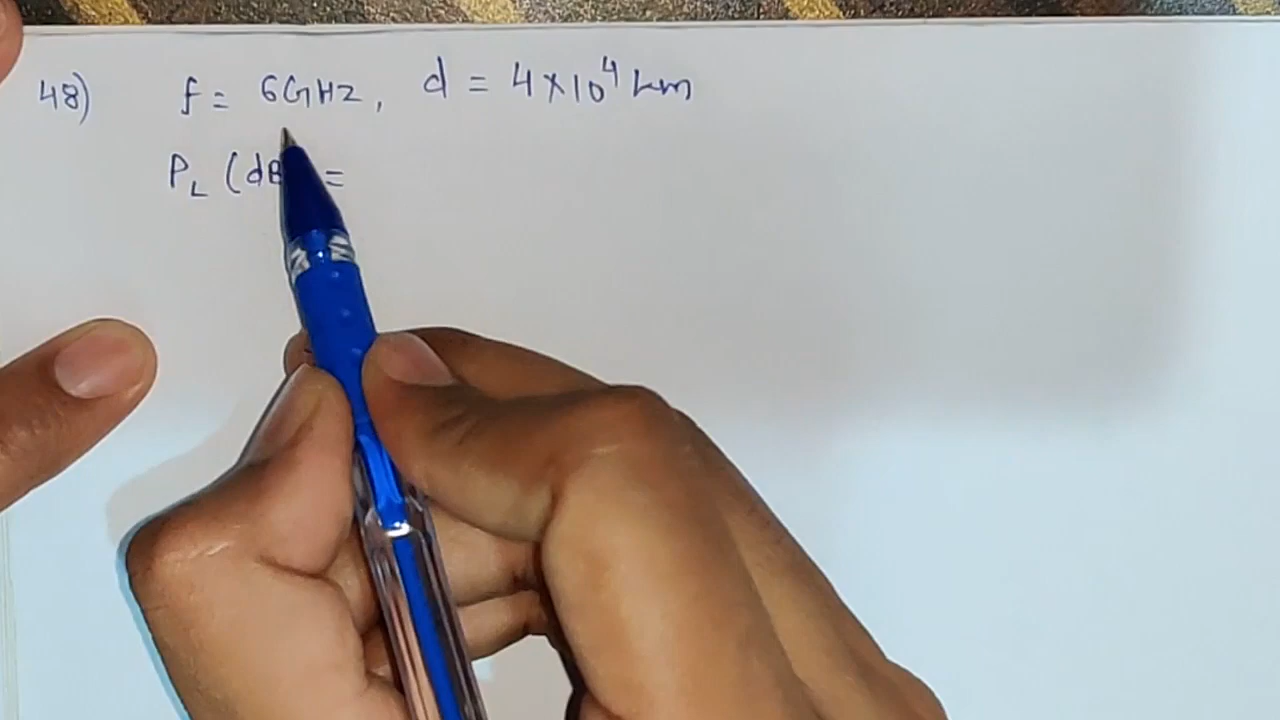 48) f = 6GHz, d = 4×10⁴ km
P_L (dB =